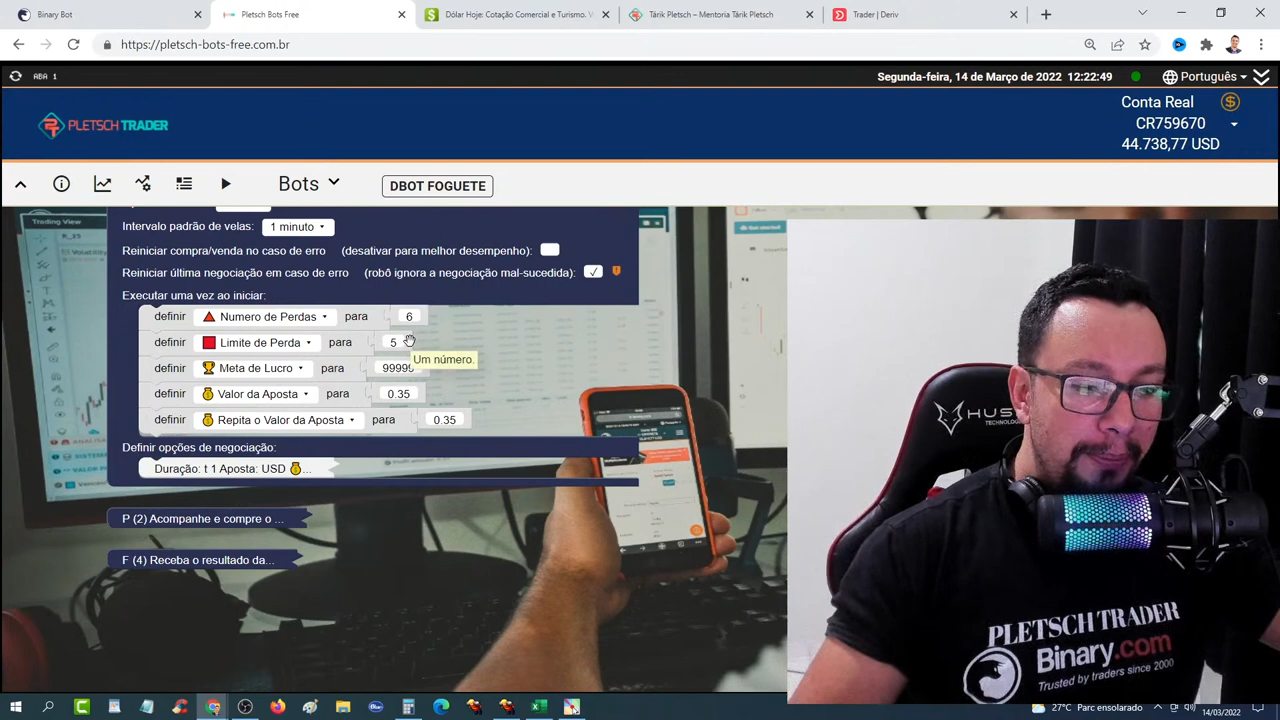 Binary Bot
Pletsch Bots Free
Dólar Hoje: Cotação Comercial e Turismo. V
Tárik Pletsch – Mentoria Tárik Pletsch
Trader | Deriv
https://pletsch-bots-free.com.br
ABA 1
Segunda-feira, 14 de Março de 2022 12:22:49
Português
PLETSCH TRADER
Conta Real
CR759670
44.738,77 USD
Bots
DBOT FOGUETE
Trading View
Intervalo padrão de velas: 1 minuto
Reiniciar compra/venda no caso de erro (desativar para melhor desempenho):
Reiniciar última negociação em caso de erro (robô ignora a negociação mal-sucedida): ✓
Executar uma vez ao iniciar:
definir Numero de Perdas para 6
definir Limite de Perda para 5
Um número.
definir Meta de Lucro para 99999
definir Valor da Aposta para 0.35
definir Repita o Valor da Aposta para 0.35
Definir opções de negociação:
Duração: t 1 Aposta: USD ...
P (2) Acompanhe e compre o ...
F (4) Receba o resultado da...
HUS
TECHNOLOG
PLETSCH TRADER
Binary.com
Trusted by traders since 2000
27°C Parc ensolarado
14/03/2022